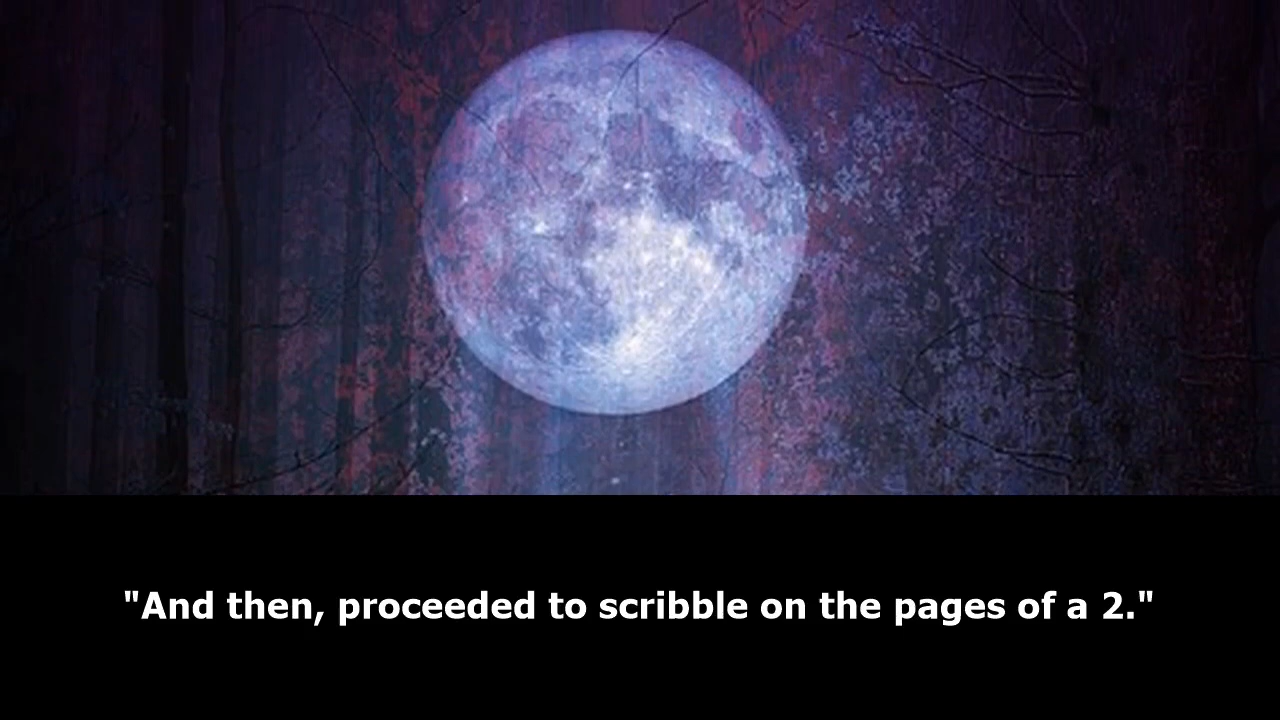 "And then, proceeded to scribble on the pages of a 2."